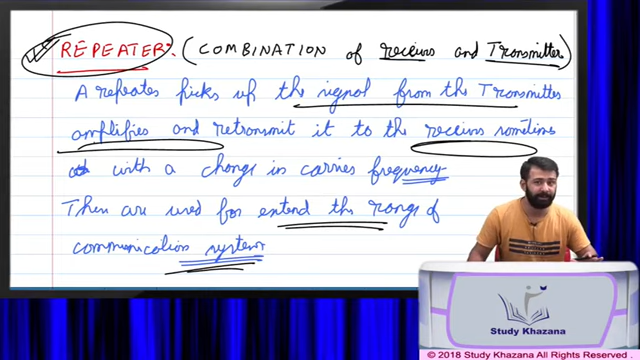 REPEATER. (COMBINATION of receiver and Transmitter)
A repeater picks up the signal from the Transmitter
amplifies and retransmit it to the receiver sometime
with a change in carrier frequency
Then are used for extend the range of
communication system
Study Khazana
© 2018 Study Khazana All Rights Reserved.